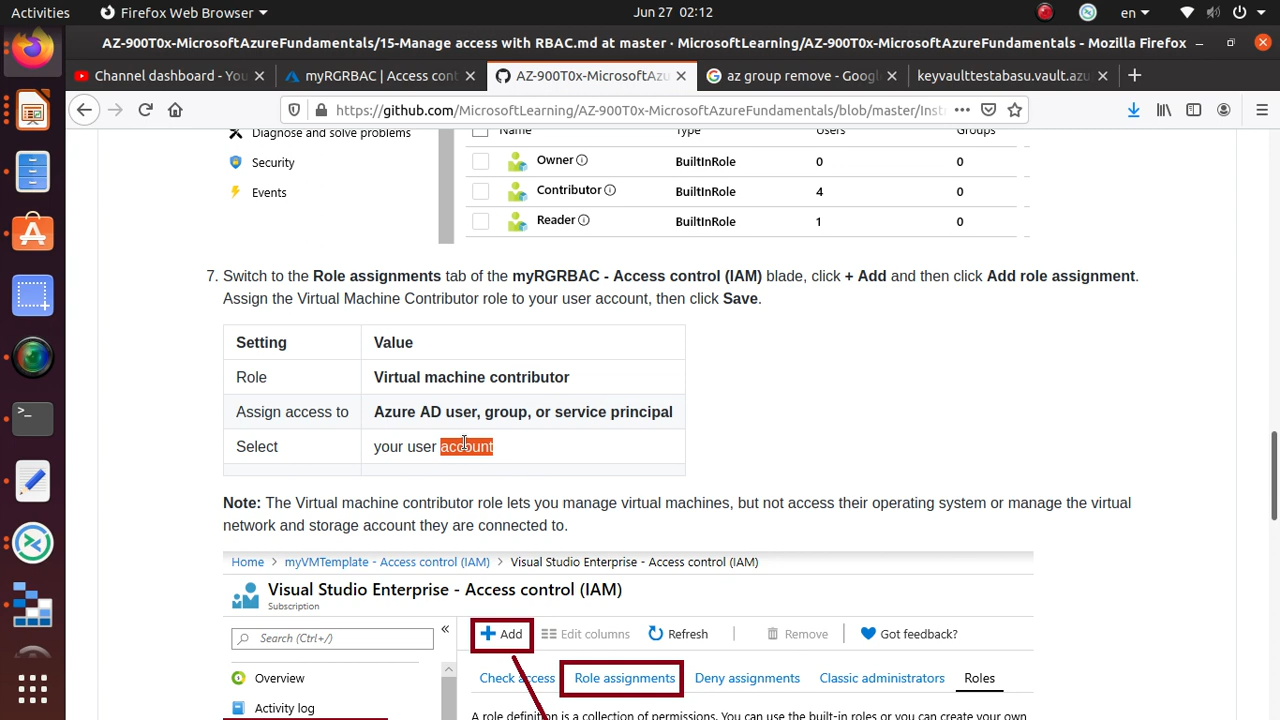 Activities Firefox Web Browser Jun 27 02:12 en
AZ-900T0x-MicrosoftAzureFundamentals/15-Manage access with RBAC.md at master · MicrosoftLearning/AZ-900T0x-MicrosoftAzureFundamentals - Mozilla Firefox
Channel dashboard - You myRGRBAC | Access cont AZ-900T0x-MicrosoftAzu az group remove - Google keyvaulttestabasu.vault.azu
https://github.com/MicrosoftLearning/AZ-900T0x-MicrosoftAzureFundamentals/blob/master/Inst
Diagnose and solve problems Name Type Users Groups
Security Owner BuiltInRole 0 0
Events Contributor BuiltInRole 4 0
Reader BuiltInRole 1 0
7. Switch to the Role assignments tab of the myRGRBAC - Access control (IAM) blade, click + Add and then click Add role assignment.
Assign the Virtual Machine Contributor role to your user account, then click Save.
Setting Value
Role Virtual machine contributor
Assign access to Azure AD user, group, or service principal
Select your user account
Note: The Virtual machine contributor role lets you manage virtual machines, but not access their operating system or manage the virtual
network and storage account they are connected to.
Home > myVMTemplate - Access control (IAM) > Visual Studio Enterprise - Access control (IAM)
Visual Studio Enterprise - Access control (IAM)
Subscription
Search (Ctrl+/) « Add Edit columns Refresh Remove Got feedback?
Overview Check access Role assignments Deny assignments Classic administrators Roles
Activity log
A role definition is a collection of permissions. You can use the built-in roles or you can create your own